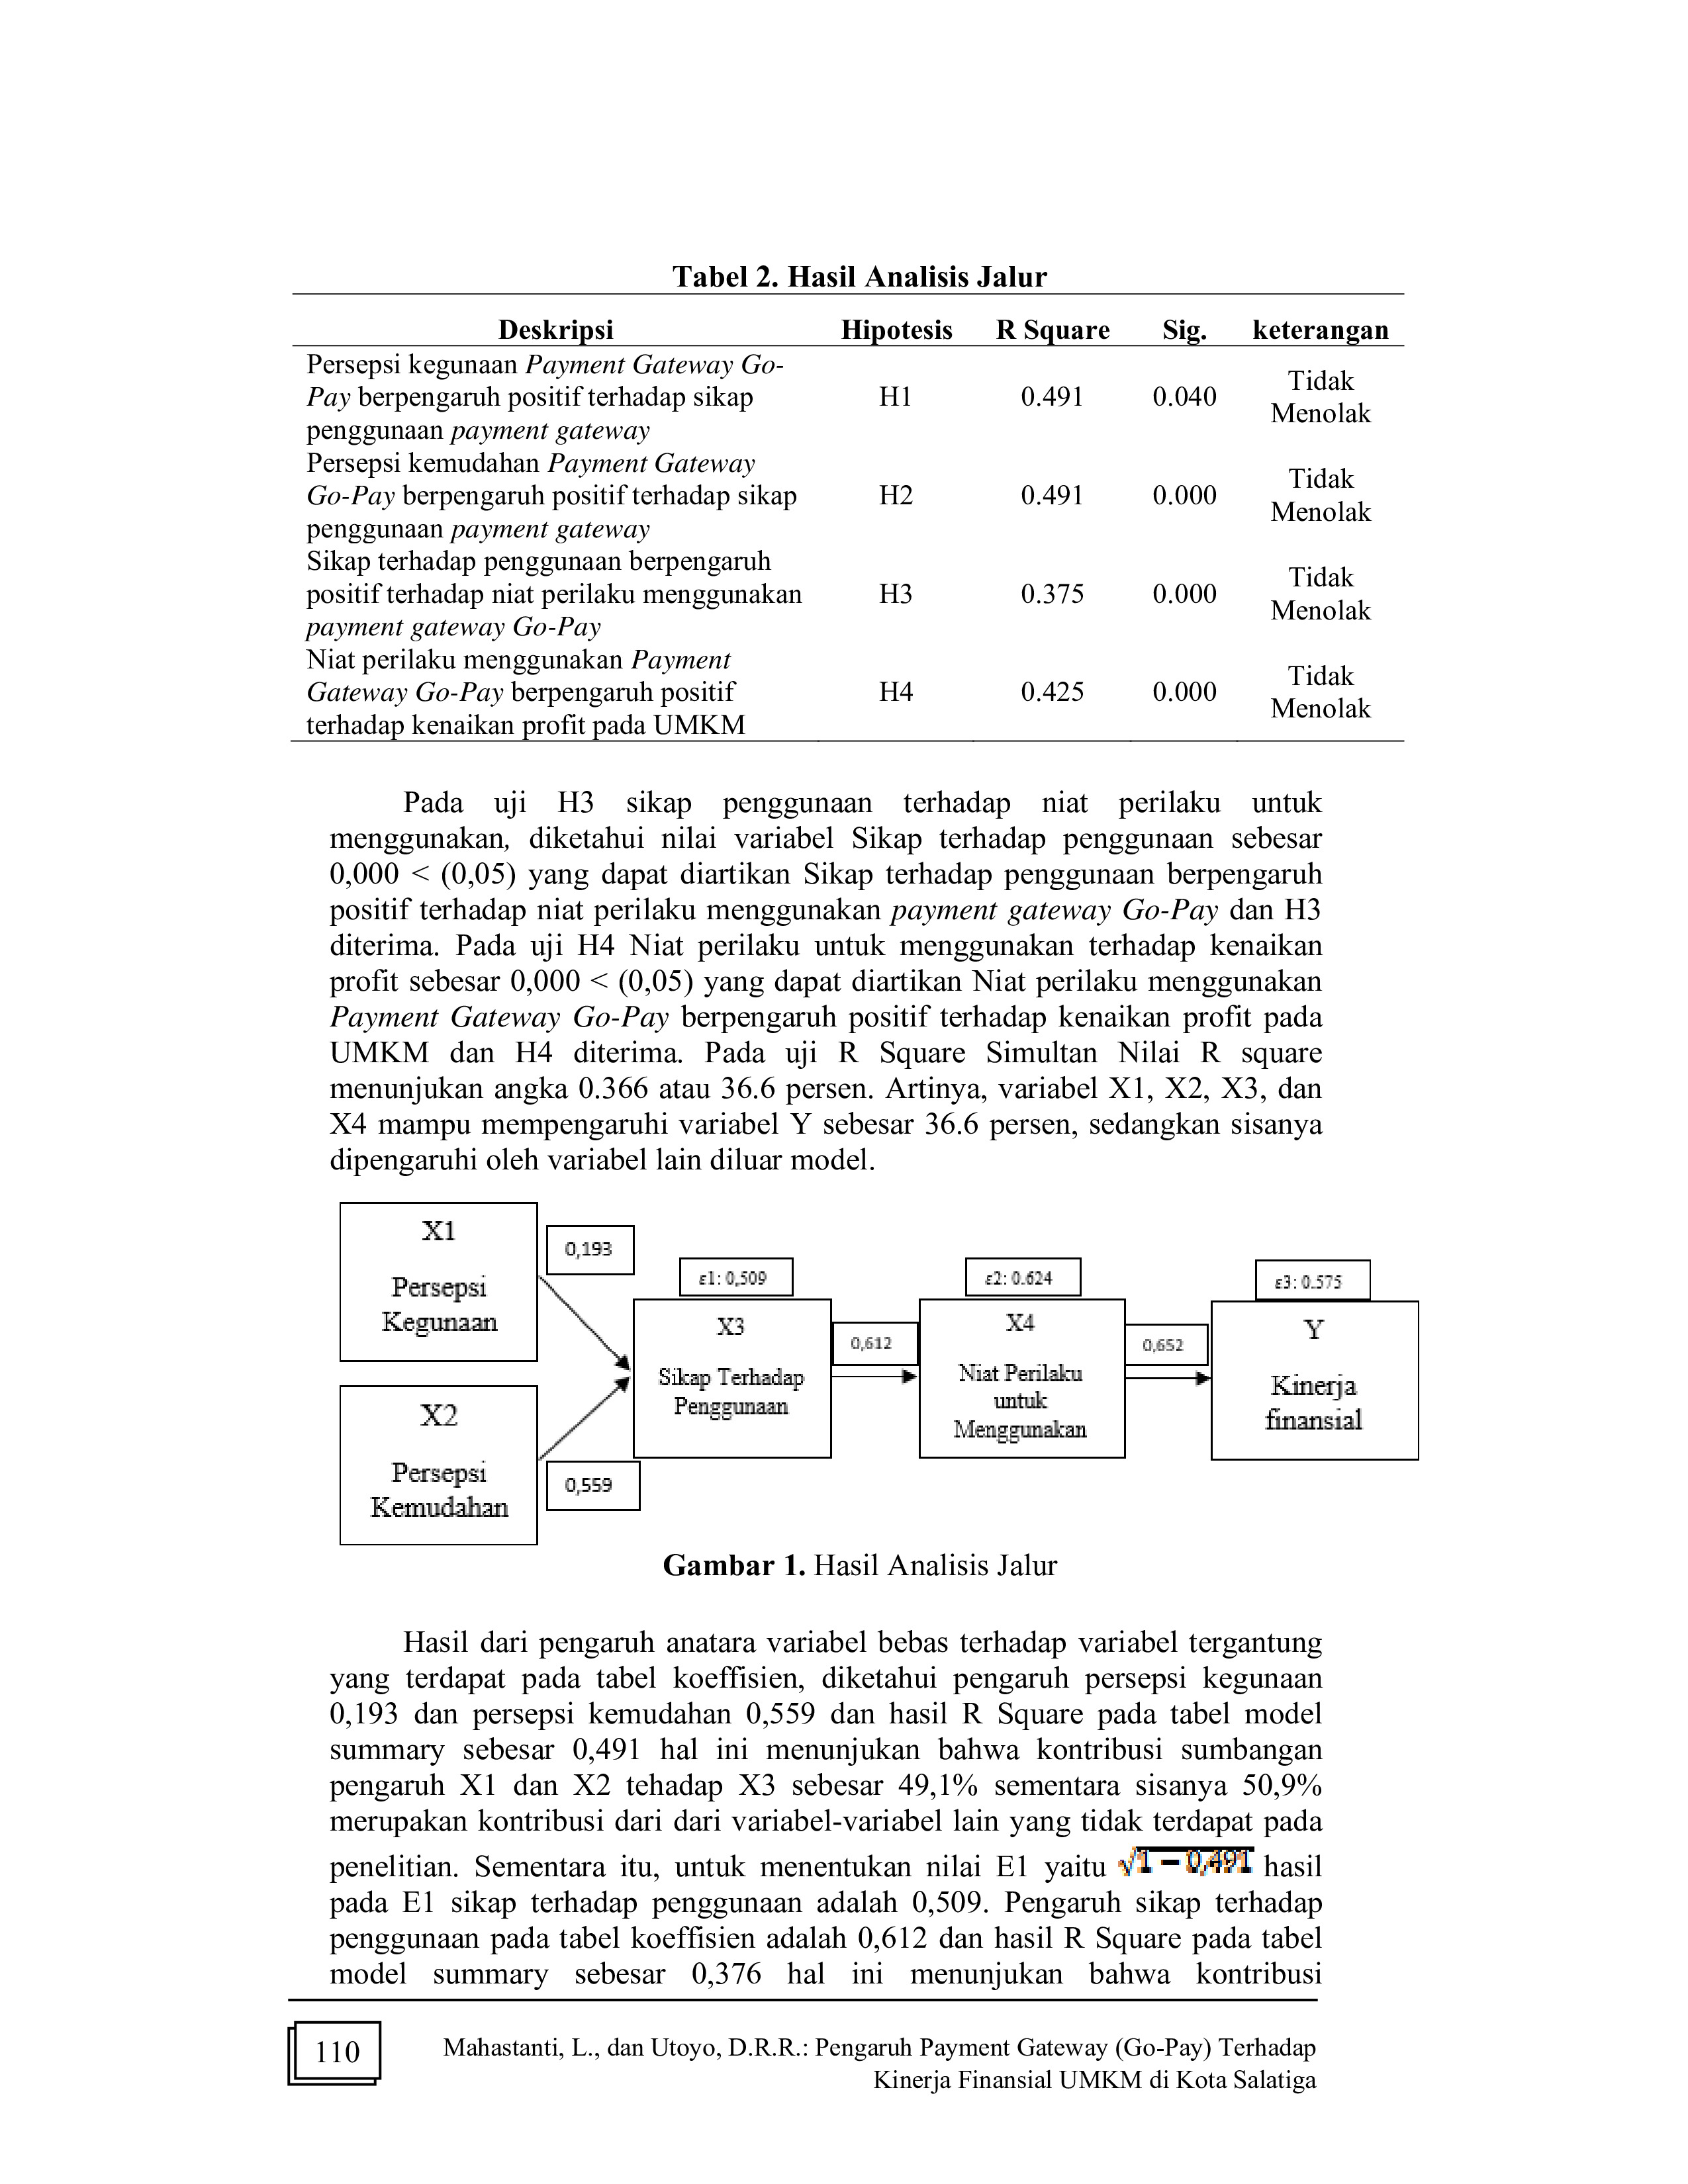 Tabel 2. Hasil Analisis Jalur
Deskripsi Hipotesis R Square Sig. keterangan
Persepsi kegunaan Payment Gateway Go-
Pay berpengaruh positif terhadap sikap
penggunaan payment gateway
H1 0.491 0.040 Tidak
Menolak
Persepsi kemudahan Payment Gateway
Go-Pay berpengaruh positif terhadap sikap
penggunaan payment gateway
H2 0.491 0.000 Tidak
Menolak
Sikap terhadap penggunaan berpengaruh
positif terhadap niat perilaku menggunakan
payment gateway Go-Pay
H3 0.375 0.000 Tidak
Menolak
Niat perilaku menggunakan Payment
Gateway Go-Pay berpengaruh positif
terhadap kenaikan profit pada UMKM
H4 0.425 0.000 Tidak
Menolak
Pada uji H3 sikap penggunaan terhadap niat perilaku untuk
menggunakan, diketahui nilai variabel Sikap terhadap penggunaan sebesar
0,000 < (0,05) yang dapat diartikan Sikap terhadap penggunaan berpengaruh
positif terhadap niat perilaku menggunakan payment gateway Go-Pay dan H3
diterima. Pada uji H4 Niat perilaku untuk menggunakan terhadap kenaikan
profit sebesar 0,000 < (0,05) yang dapat diartikan Niat perilaku menggunakan
Payment Gateway Go-Pay berpengaruh positif terhadap kenaikan profit pada
UMKM dan H4 diterima. Pada uji R Square Simultan Nilai R square
menunjukan angka 0.366 atau 36.6 persen. Artinya, variabel X1, X2, X3, dan
X4 mampu mempengaruhi variabel Y sebesar 36.6 persen, sedangkan sisanya
dipengaruhi oleh variabel lain diluar model.
X1
Persepsi
Kegunaan
0,193
X2
Persepsi
Kemudahan
0,559
ε1: 0,509
X3
Sikap Terhadap
Penggunaan
0,612
ε2: 0.624
X4
Niat Perilaku
untuk
Menggunakan
0,652
ε3: 0.575
Y
Kinerja
finansial
Gambar 1. Hasil Analisis Jalur
Hasil dari pengaruh anatara variabel bebas terhadap variabel tergantung
yang terdapat pada tabel koeffisien, diketahui pengaruh persepsi kegunaan
0,193 dan persepsi kemudahan 0,559 dan hasil R Square pada tabel model
summary sebesar 0,491 hal ini menunjukan bahwa kontribusi sumbangan
pengaruh X1 dan X2 tehadap X3 sebesar 49,1% sementara sisanya 50,9%
merupakan kontribusi dari dari variabel-variabel lain yang tidak terdapat pada
penelitian. Sementara itu, untuk menentukan nilai E1 yaitu √1 − 0,491 hasil
pada E1 sikap terhadap penggunaan adalah 0,509. Pengaruh sikap terhadap
penggunaan pada tabel koeffisien adalah 0,612 dan hasil R Square pada tabel
model summary sebesar 0,376 hal ini menunjukan bahwa kontribusi
110
Mahastanti, L., dan Utoyo, D.R.R.: Pengaruh Payment Gateway (Go-Pay) Terhadap
Kinerja Finansial UMKM di Kota Salatiga